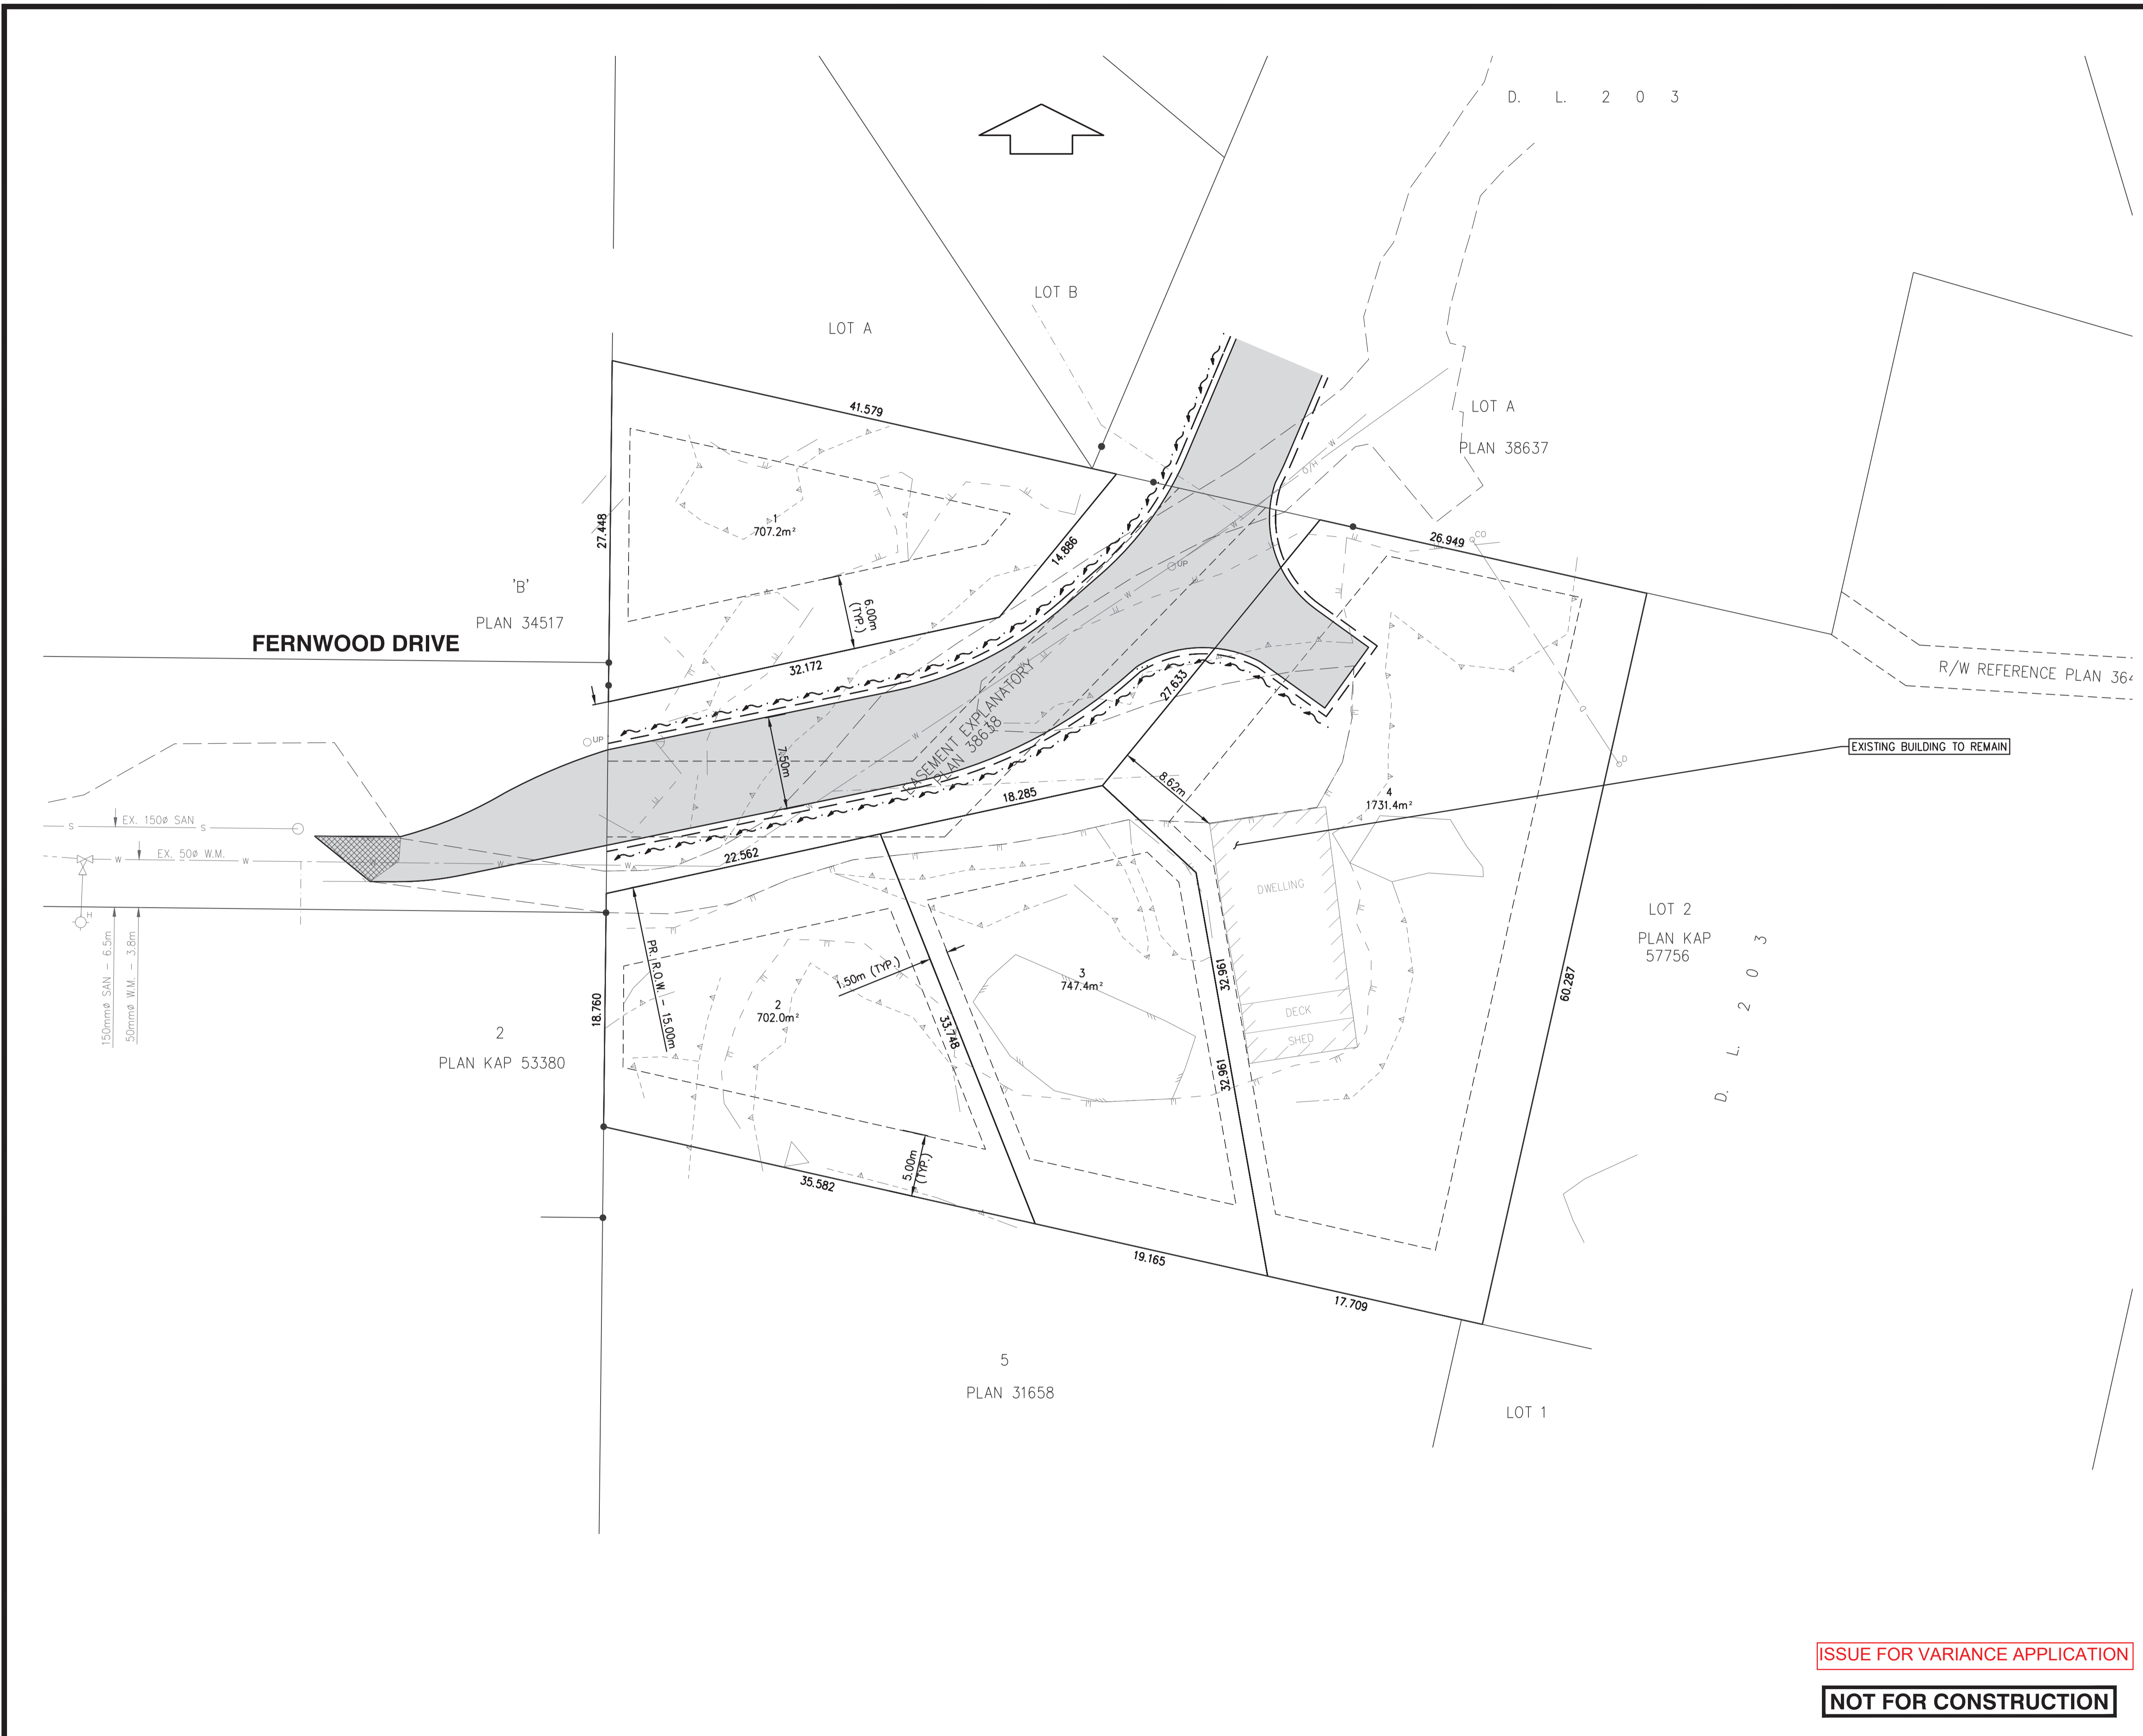 D. L. 2 0 3
LOT B
LOT A
41.579
LOT A
PLAN 38637
W
O/H
27.448
1
707.2m²
W
14.886
26.949
CO
UP
'B'
PLAN 34517
6.00m
(TYP.)
W
FERNWOOD DRIVE
32.172
27.633
R/W REFERENCE PLAN 364
EASEMENT EXPLANATORY
PLAN 38638
W
UP
7.50m
EXISTING BUILDING TO REMAIN
D
8.62m
18.285
4
1731.4m²
S
EX. 150ø SAN
S
EX. 50ø W.M.
W
W
W
W
W
22.562
DWELLING
H
LOT 2
PLAN KAP
57756
D. L. 2 0 3
150mmø SAN - 6.5m
50mmø W.M. - 3.8m
PR. R.O.W. - 15.00m
1.50m (TYP.)
3
747.4m²
32.961
60.287
18.760
2
702.0m²
DECK
SHED
33.748
2
PLAN KAP 53380
32.961
5.00m
(TYP.)
35.582
19.165
17.709
5
PLAN 31658
LOT 1
ISSUE FOR VARIANCE APPLICATION
NOT FOR CONSTRUCTION